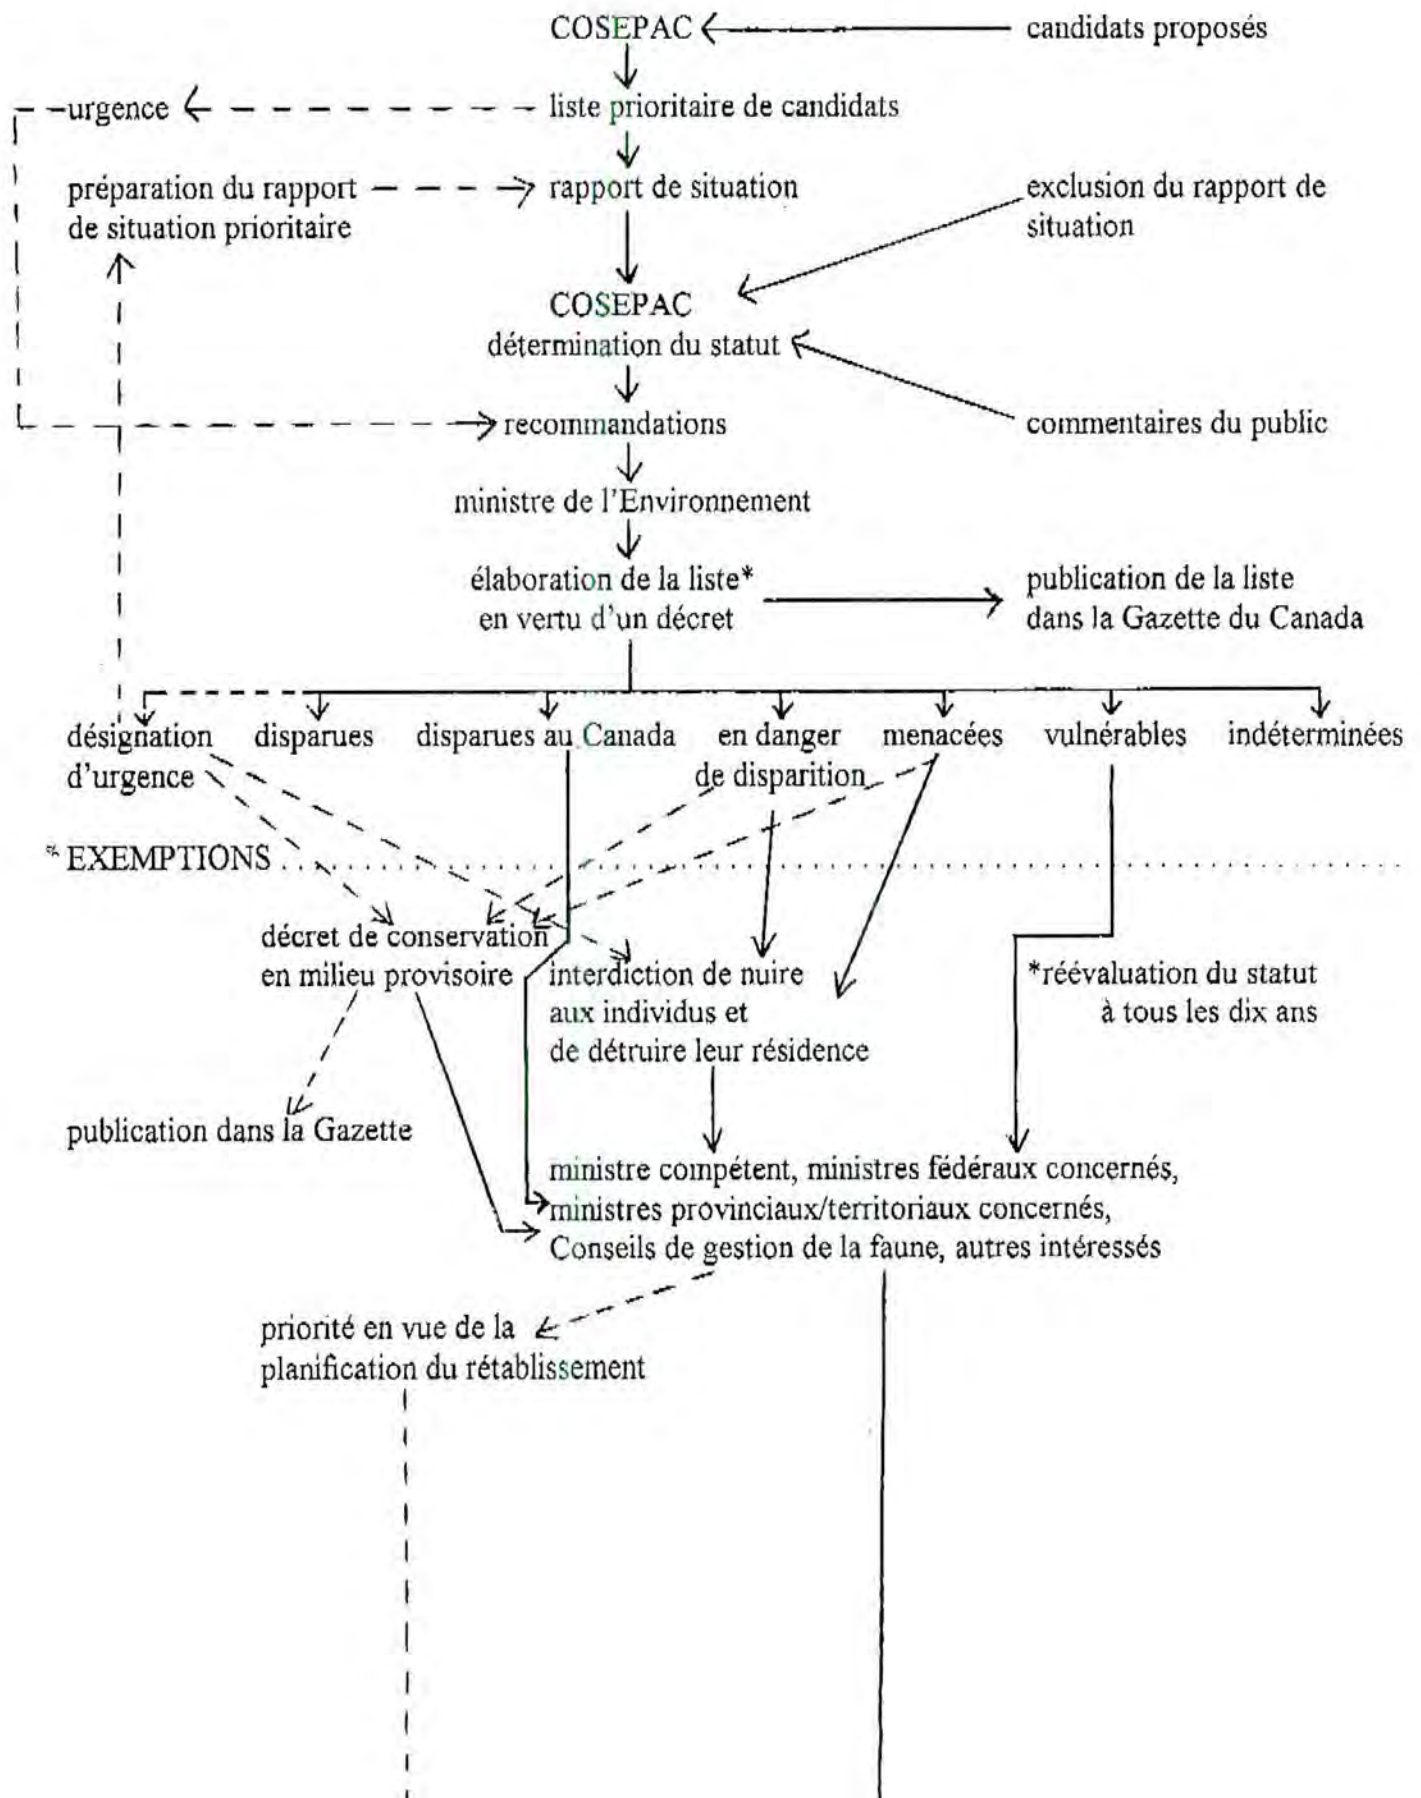 COSEPAC
candidats proposés
urgence
liste prioritaire de candidats
préparation du rapport
de situation prioritaire
rapport de situation
exclusion du rapport de
situation
COSEPAC
détermination du statut
recommandations
commentaires du public
ministre de l'Environnement
élaboration de la liste*
en vertu d'un décret
publication de la liste
dans la Gazette du Canada
désignation
d'urgence
disparues
disparues au Canada
en danger
de disparition
menacées
vulnérables
indéterminées
* EXEMPTIONS
décret de conservation
en milieu provisoire
interdiction de nuire
aux individus et
de détruire leur résidence
*réévaluation du statut
à tous les dix ans
publication dans la Gazette
ministre compétent, ministres fédéraux concernés,
ministres provinciaux/territoriaux concernés,
Conseils de gestion de la faune, autres intéressés
priorité en vue de la
planification du rétablissement